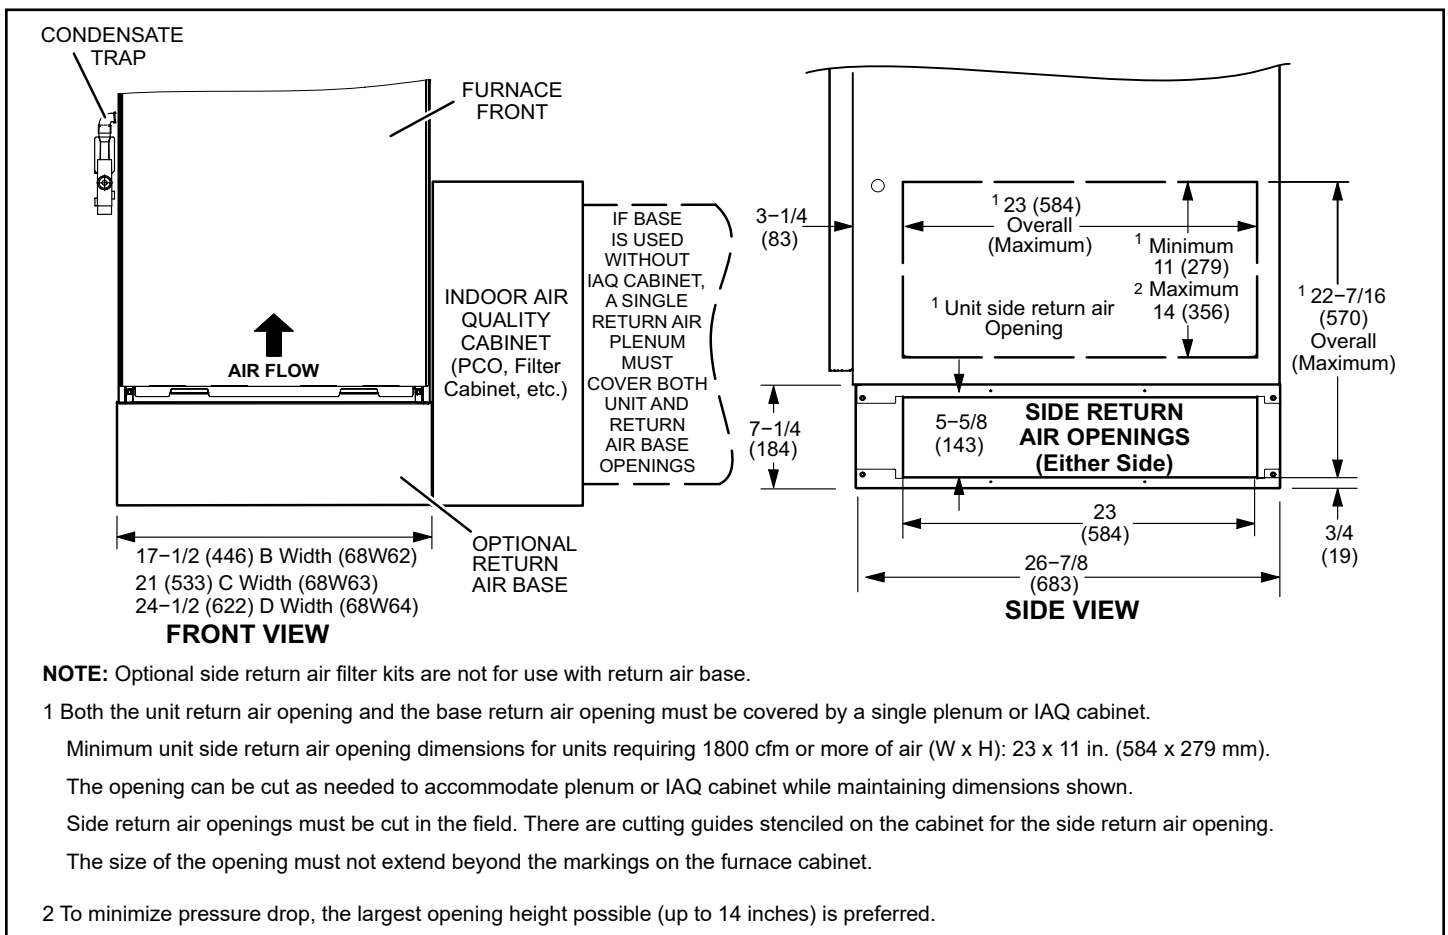 CONDENSATE
TRAP
FURNACE
FRONT
AIR FLOW
INDOOR AIR
QUALITY
CABINET
(PCO, Filter
Cabinet, etc.)
IF BASE
IS USED
WITHOUT
IAQ CABINET,
A SINGLE
RETURN AIR
PLENUM
MUST
COVER BOTH
UNIT AND
RETURN
AIR BASE
OPENINGS
OPTIONAL
RETURN
AIR BASE
17−1/2 (446) B Width (68W62)
21 (533) C Width (68W63)
24−1/2 (622) D Width (68W64)
FRONT VIEW
3−1/4
(83)
1 23 (584)
Overall
(Maximum)
1 Minimum
11 (279)
2 Maximum
14 (356)
1 Unit side return air
Opening
1 22−7/16
(570)
Overall
(Maximum)
7−1/4
(184)
5−5/8
(143)
SIDE RETURN
AIR OPENINGS
(Either Side)
23
(584)
3/4
(19)
26−7/8
(683)
SIDE VIEW
NOTE: Optional side return air filter kits are not for use with return air base.
1 Both the unit return air opening and the base return air opening must be covered by a single plenum or IAQ cabinet.
Minimum unit side return air opening dimensions for units requiring 1800 cfm or more of air (W x H): 23 x 11 in. (584 x 279 mm).
The opening can be cut as needed to accommodate plenum or IAQ cabinet while maintaining dimensions shown.
Side return air openings must be cut in the field. There are cutting guides stenciled on the cabinet for the side return air opening.
The size of the opening must not extend beyond the markings on the furnace cabinet.
2 To minimize pressure drop, the largest opening height possible (up to 14 inches) is preferred.